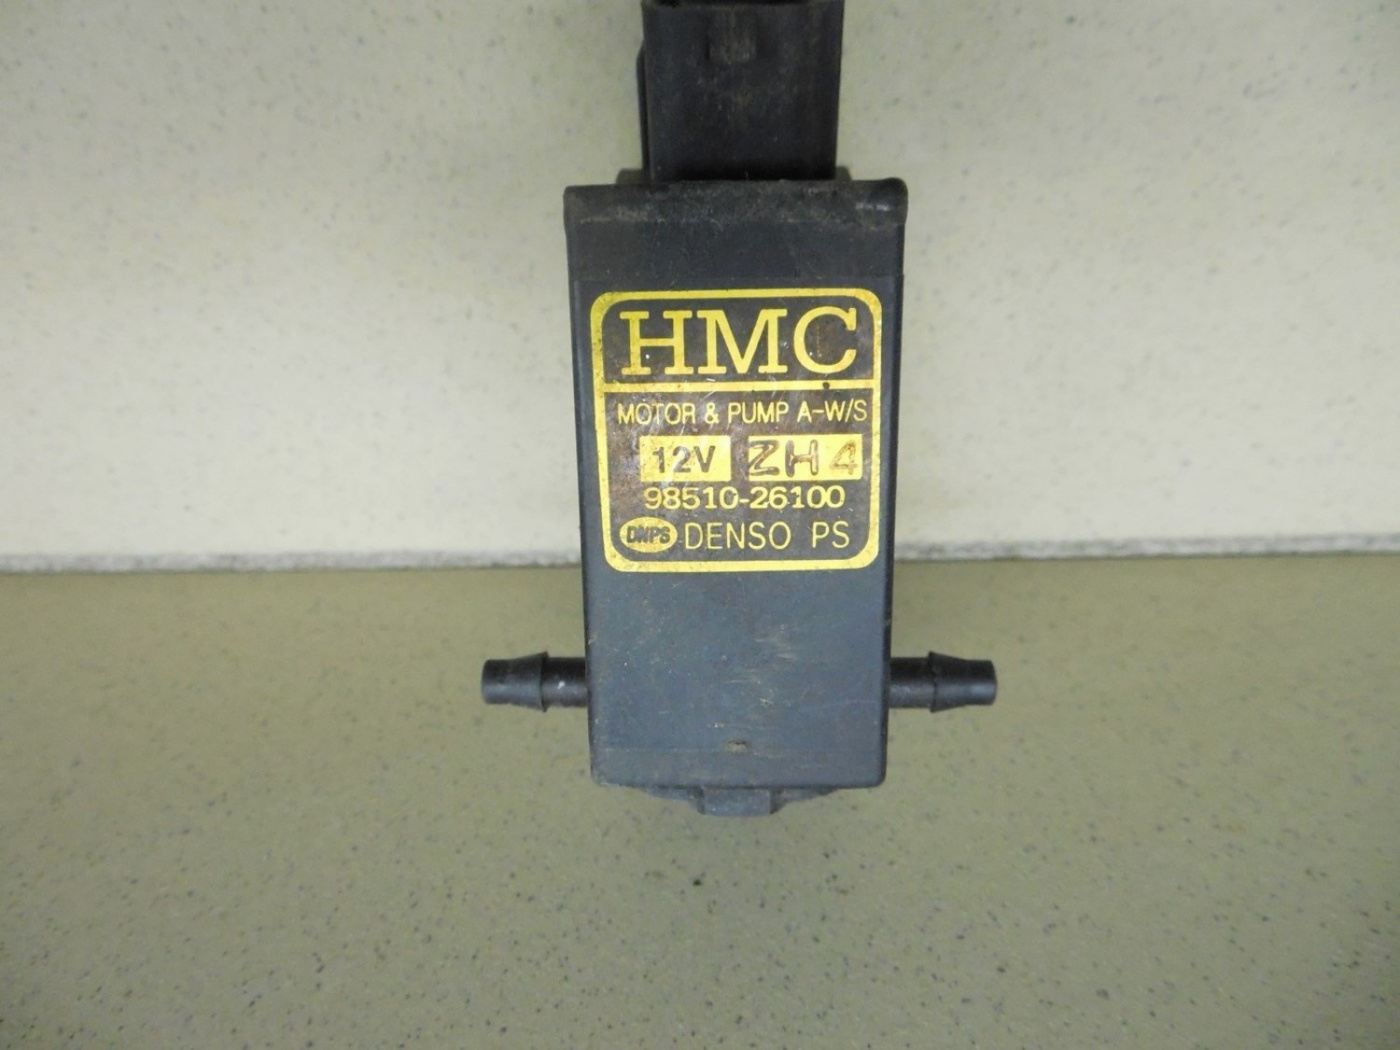 HMC
MOTOR & PUMP A-W/S
12V ZH4
98510-26100
DNPS DENSO PS